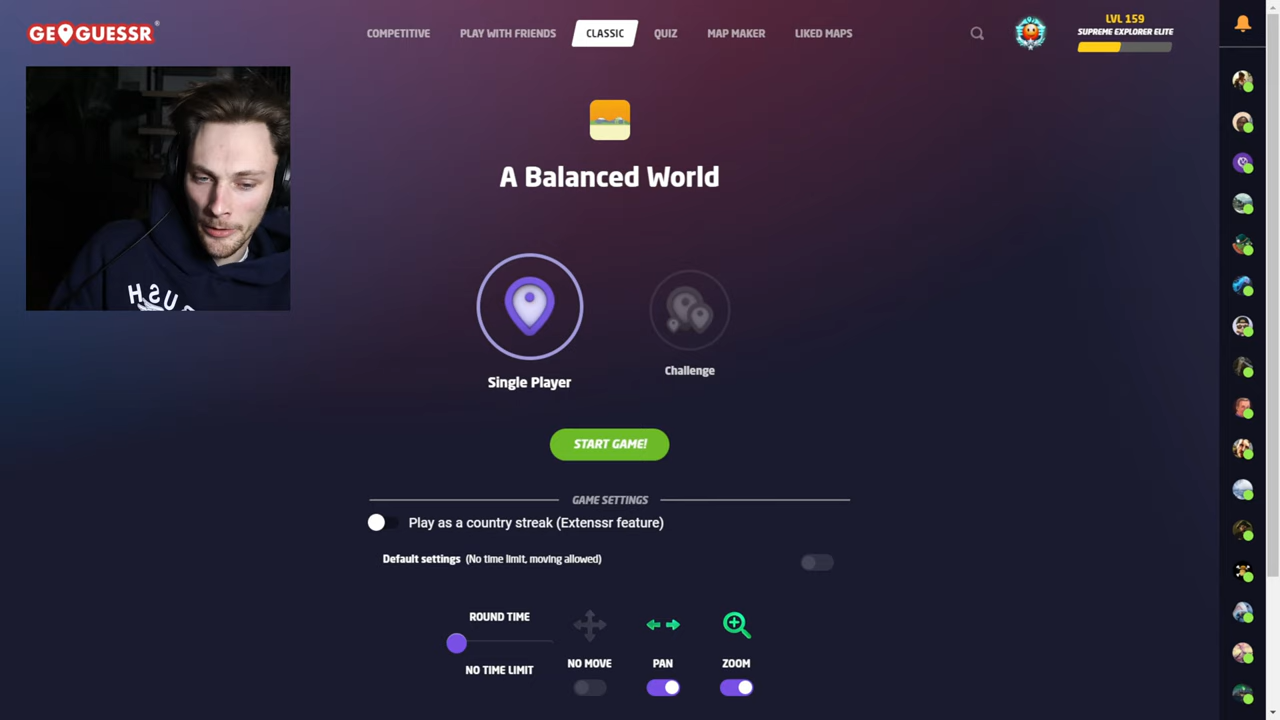 GEOGUESSR
COMPETITIVE
PLAY WITH FRIENDS
CLASSIC
QUIZ
MAP MAKER
LIKED MAPS
LVL 159
SUPREME EXPLORER ELITE
A Balanced World
Single Player
Challenge
START GAME!
GAME SETTINGS
Play as a country streak (Extenssr feature)
Default settings (No time limit, moving allowed)
ROUND TIME
NO TIME LIMIT
NO MOVE
PAN
ZOOM